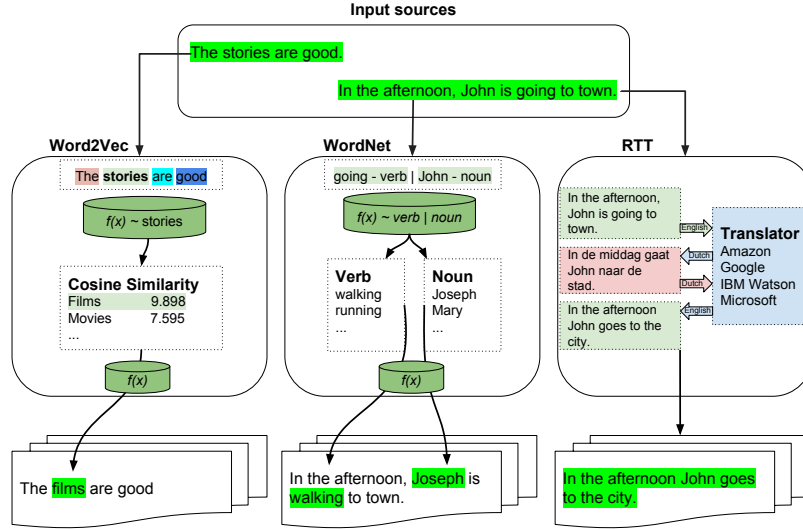 Input sources
The stories are good.
In the afternoon, John is going to town.
Word2Vec
The stories are good
f(x) ~ stories
Cosine Similarity
Films 9.898
Movies 7.595
...
f(x)
The films are good
WordNet
going - verb | John - noun
f(x) ~ verb | noun
Verb
walking
running
...
Noun
Joseph
Mary
...
f(x)
In the afternoon, Joseph is
walking to town.
RTT
In the afternoon,
John is going to
town.
English
In de middag gaat
John naar de
stad.
Dutch
Dutch
In the afternoon
John goes to the
city.
English
Translator
Amazon
Google
IBM Watson
Microsoft
In the afternoon John goes
to the city.